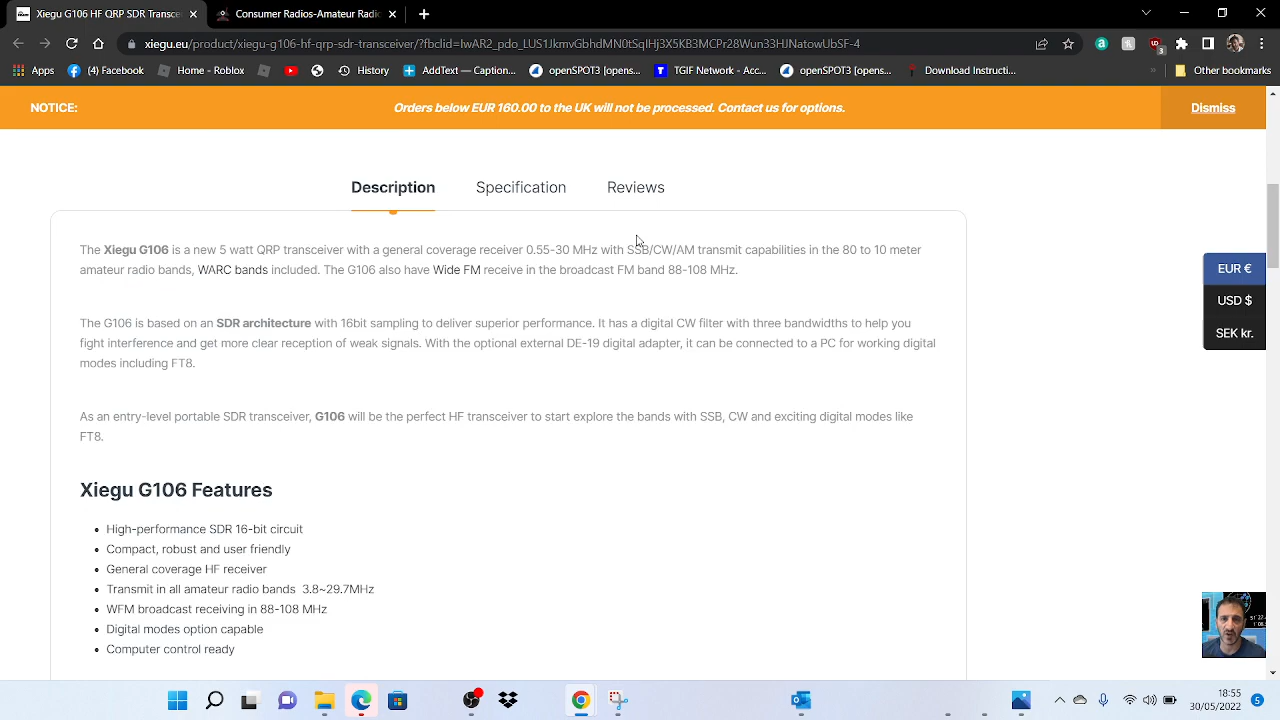 Xiegu G106 HF QRP SDR Transce
Consumer Radios-Amateur Radi
xiegu.eu/product/xiegu-g106-hf-qrp-sdr-transceiver/?fbclid=IwAR2_pdo_LUS1JkmvGbhdMN0tSqIHj3X5KB3MCPr28Wun33HJNatowUbSF-4
Apps
(4) Facebook
Home - Roblox
History
AddText — Caption...
openSPOT3 [opens...
TGIF Network - Acc...
openSPOT3 [opens...
Download Instructi...
Other bookmarks
NOTICE:
Orders below EUR 160.00 to the UK will not be processed. Contact us for options.
Dismiss
Description
Specification
Reviews
The Xiegu G106 is a new 5 watt QRP transceiver with a general coverage receiver 0.55-30 MHz with SSB/CW/AM transmit capabilities in the 80 to 10 meter
amateur radio bands, WARC bands included. The G106 also have Wide FM receive in the broadcast FM band 88-108 MHz.
EUR €
USD $
SEK kr.
The G106 is based on an SDR architecture with 16bit sampling to deliver superior performance. It has a digital CW filter with three bandwidths to help you
fight interference and get more clear reception of weak signals. With the optional external DE-19 digital adapter, it can be connected to a PC for working digital
modes including FT8.
As an entry-level portable SDR transceiver, G106 will be the perfect HF transceiver to start explore the bands with SSB, CW and exciting digital modes like
FT8.
Xiegu G106 Features
High-performance SDR 16-bit circuit
Compact, robust and user friendly
General coverage HF receiver
Transmit in all amateur radio bands 3.8~29.7MHz
WFM broadcast receiving in 88-108 MHz
Digital modes option capable
Computer control ready
18:55
30/05/2022
5